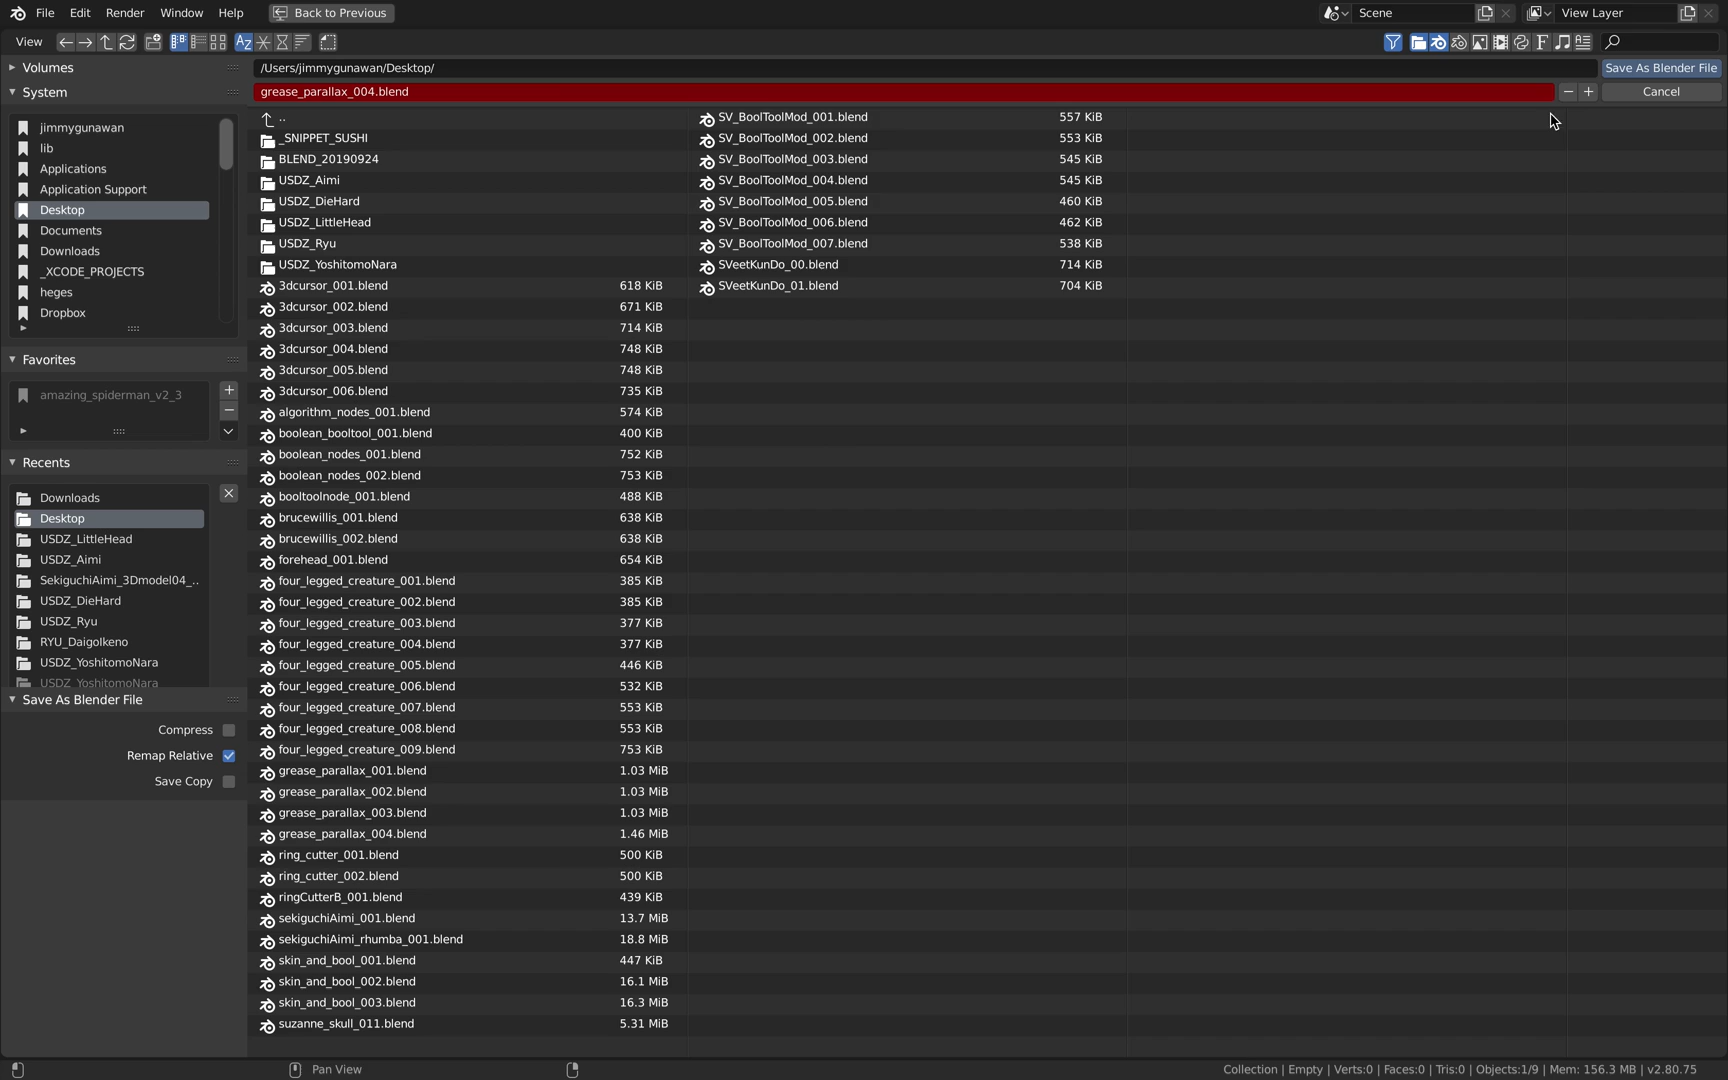 File Edit Render Window Help Back to Previous Scene View Layer
View
Volumes
/Users/jimmygunawan/Desktop/ Save As Blender File
System
grease_parallax_004.blend Cancel
jimmygunawan
lib
Applications
Application Support
Desktop
Documents
Downloads
_XCODE_PROJECTS
heges
Dropbox
Favorites
amazing_spiderman_v2_3
Recents
Downloads
Desktop
USDZ_LittleHead
USDZ_Aimi
SekiguchiAimi_3Dmodel04_..
USDZ_DieHard
USDZ_Ryu
RYU_DaigoIkeno
USDZ_YoshitomoNara
USDZ_YoshitomoNara
Save As Blender File
Compress
Remap Relative
Save Copy
..
_SNIPPET_SUSHI
BLEND_20190924
USDZ_Aimi
USDZ_DieHard
USDZ_LittleHead
USDZ_Ryu
USDZ_YoshitomoNara
3dcursor_001.blend 618 KiB
3dcursor_002.blend 671 KiB
3dcursor_003.blend 714 KiB
3dcursor_004.blend 748 KiB
3dcursor_005.blend 748 KiB
3dcursor_006.blend 735 KiB
algorithm_nodes_001.blend 574 KiB
boolean_booltool_001.blend 400 KiB
boolean_nodes_001.blend 752 KiB
boolean_nodes_002.blend 753 KiB
booltoolnode_001.blend 488 KiB
brucewillis_001.blend 638 KiB
brucewillis_002.blend 638 KiB
forehead_001.blend 654 KiB
four_legged_creature_001.blend 385 KiB
four_legged_creature_002.blend 385 KiB
four_legged_creature_003.blend 377 KiB
four_legged_creature_004.blend 377 KiB
four_legged_creature_005.blend 446 KiB
four_legged_creature_006.blend 532 KiB
four_legged_creature_007.blend 553 KiB
four_legged_creature_008.blend 553 KiB
four_legged_creature_009.blend 753 KiB
grease_parallax_001.blend 1.03 MiB
grease_parallax_002.blend 1.03 MiB
grease_parallax_003.blend 1.03 MiB
grease_parallax_004.blend 1.46 MiB
ring_cutter_001.blend 500 KiB
ring_cutter_002.blend 500 KiB
ringCutterB_001.blend 439 KiB
sekiguchiAimi_001.blend 13.7 MiB
sekiguchiAimi_rhumba_001.blend 18.8 MiB
skin_and_bool_001.blend 447 KiB
skin_and_bool_002.blend 16.1 MiB
skin_and_bool_003.blend 16.3 MiB
suzanne_skull_011.blend 5.31 MiB
SV_BoolToolMod_001.blend 557 KiB
SV_BoolToolMod_002.blend 553 KiB
SV_BoolToolMod_003.blend 545 KiB
SV_BoolToolMod_004.blend 545 KiB
SV_BoolToolMod_005.blend 460 KiB
SV_BoolToolMod_006.blend 462 KiB
SV_BoolToolMod_007.blend 538 KiB
SVeetKunDo_00.blend 714 KiB
SVeetKunDo_01.blend 704 KiB
Pan View
Collection | Empty | Verts:0 | Faces:0 | Tris:0 | Objects:1/9 | Mem: 156.3 MB | v2.80.75